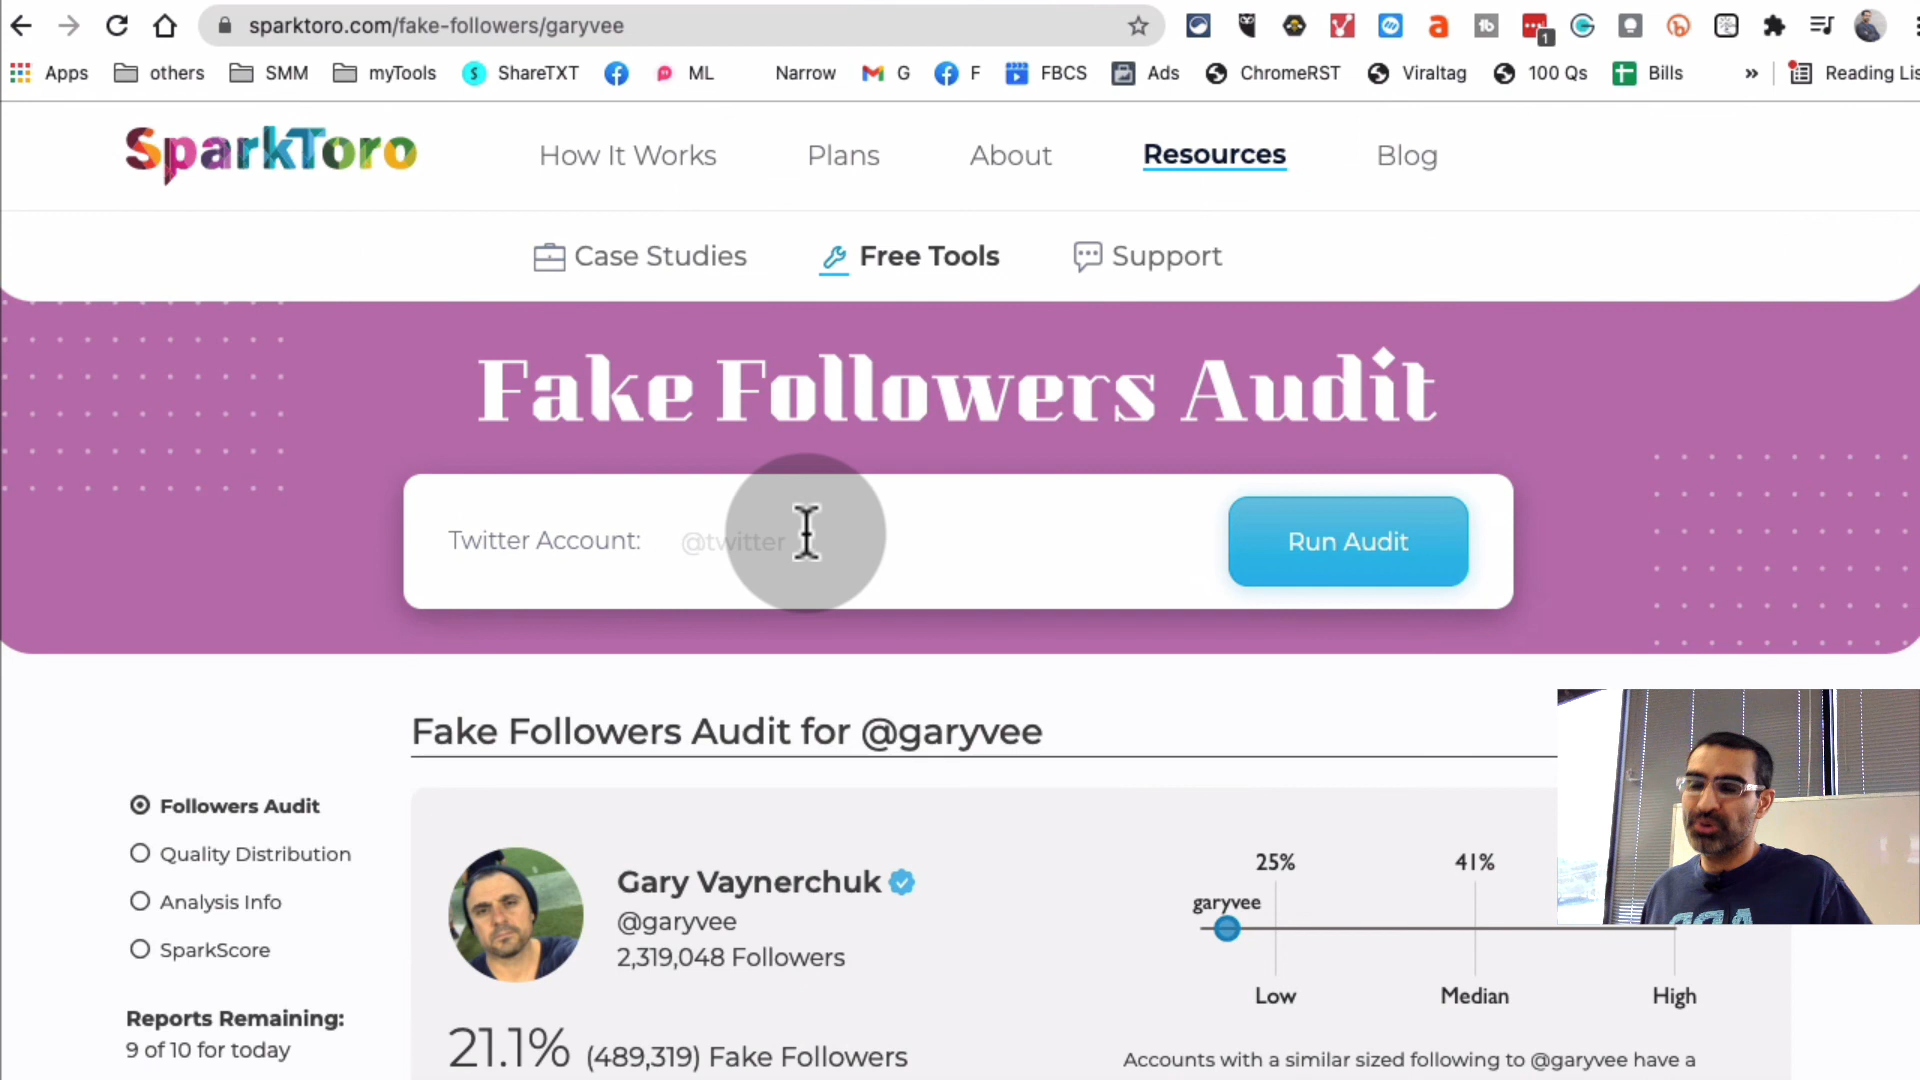 sparktoro.com/fake-followers/garyvee
1
Apps others SMM myTools ShareTXT ML Narrow G F FBCS Ads ChromeRST Viraltag 100 Qs Bills » Reading Lis
SparkToro How It Works Plans About Resources Blog
Case Studies Free Tools Support
Fake Followers Audit
Twitter Account: @twitter Run Audit
Fake Followers Audit for @garyvee
Followers Audit
Quality Distribution
Analysis Info
SparkScore
Reports Remaining:
9 of 10 for today
Gary Vaynerchuk
@garyvee
2,319,048 Followers
21.1% (489,319) Fake Followers
25% 41%
garyvee
Low Median High
Accounts with a similar sized following to @garyvee have a